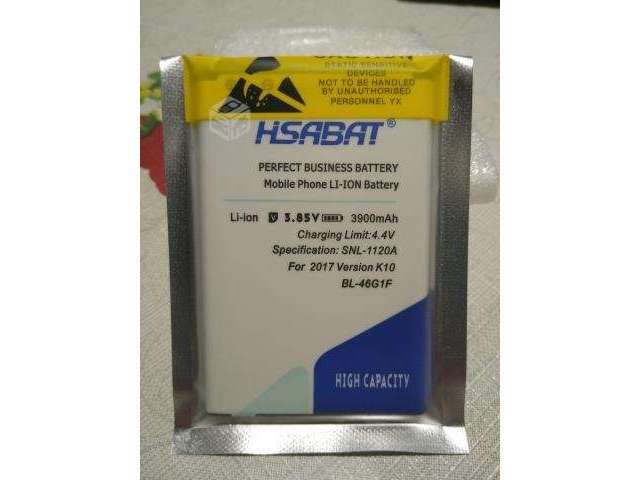 CAUTION
STATIC SENSITIVE
DEVICES
NOT TO BE HANDLED
BY UNAUTHORISED
PERSONNEL YX
HSABAT®
PERFECT BUSINESS BATTERY
Mobile Phone LI-ION Battery
Li-ion 3.85V 3900mAh
Charging Limit:4.4V
Specification: SNL-1120A
For 2017 Version K10
BL-46G1F
HIGH CAPACITY